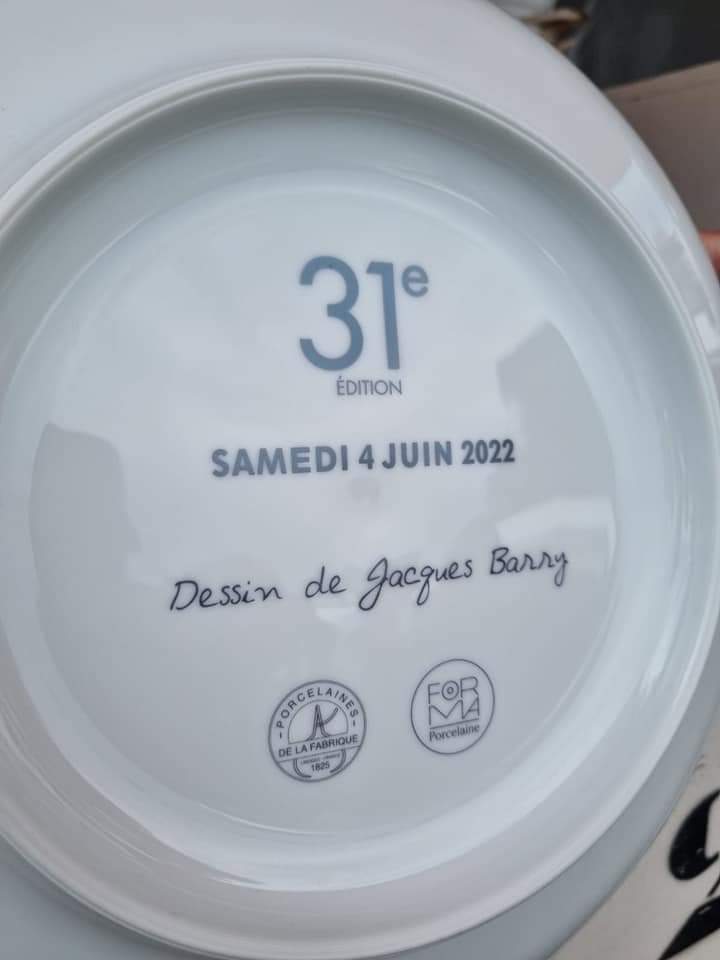 31e
ÉDITION
SAMEDI 4 JUIN 2022
Dessin de Jacques Barry
- PORCELAINES -
DE LA FABRIQUE
1825
FOR
MA
Porcelaine